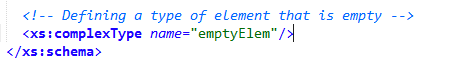 <!-- Defining a type of element that is empty -->
<xs:complexType name="emptyElem"/>
</xs:schema>